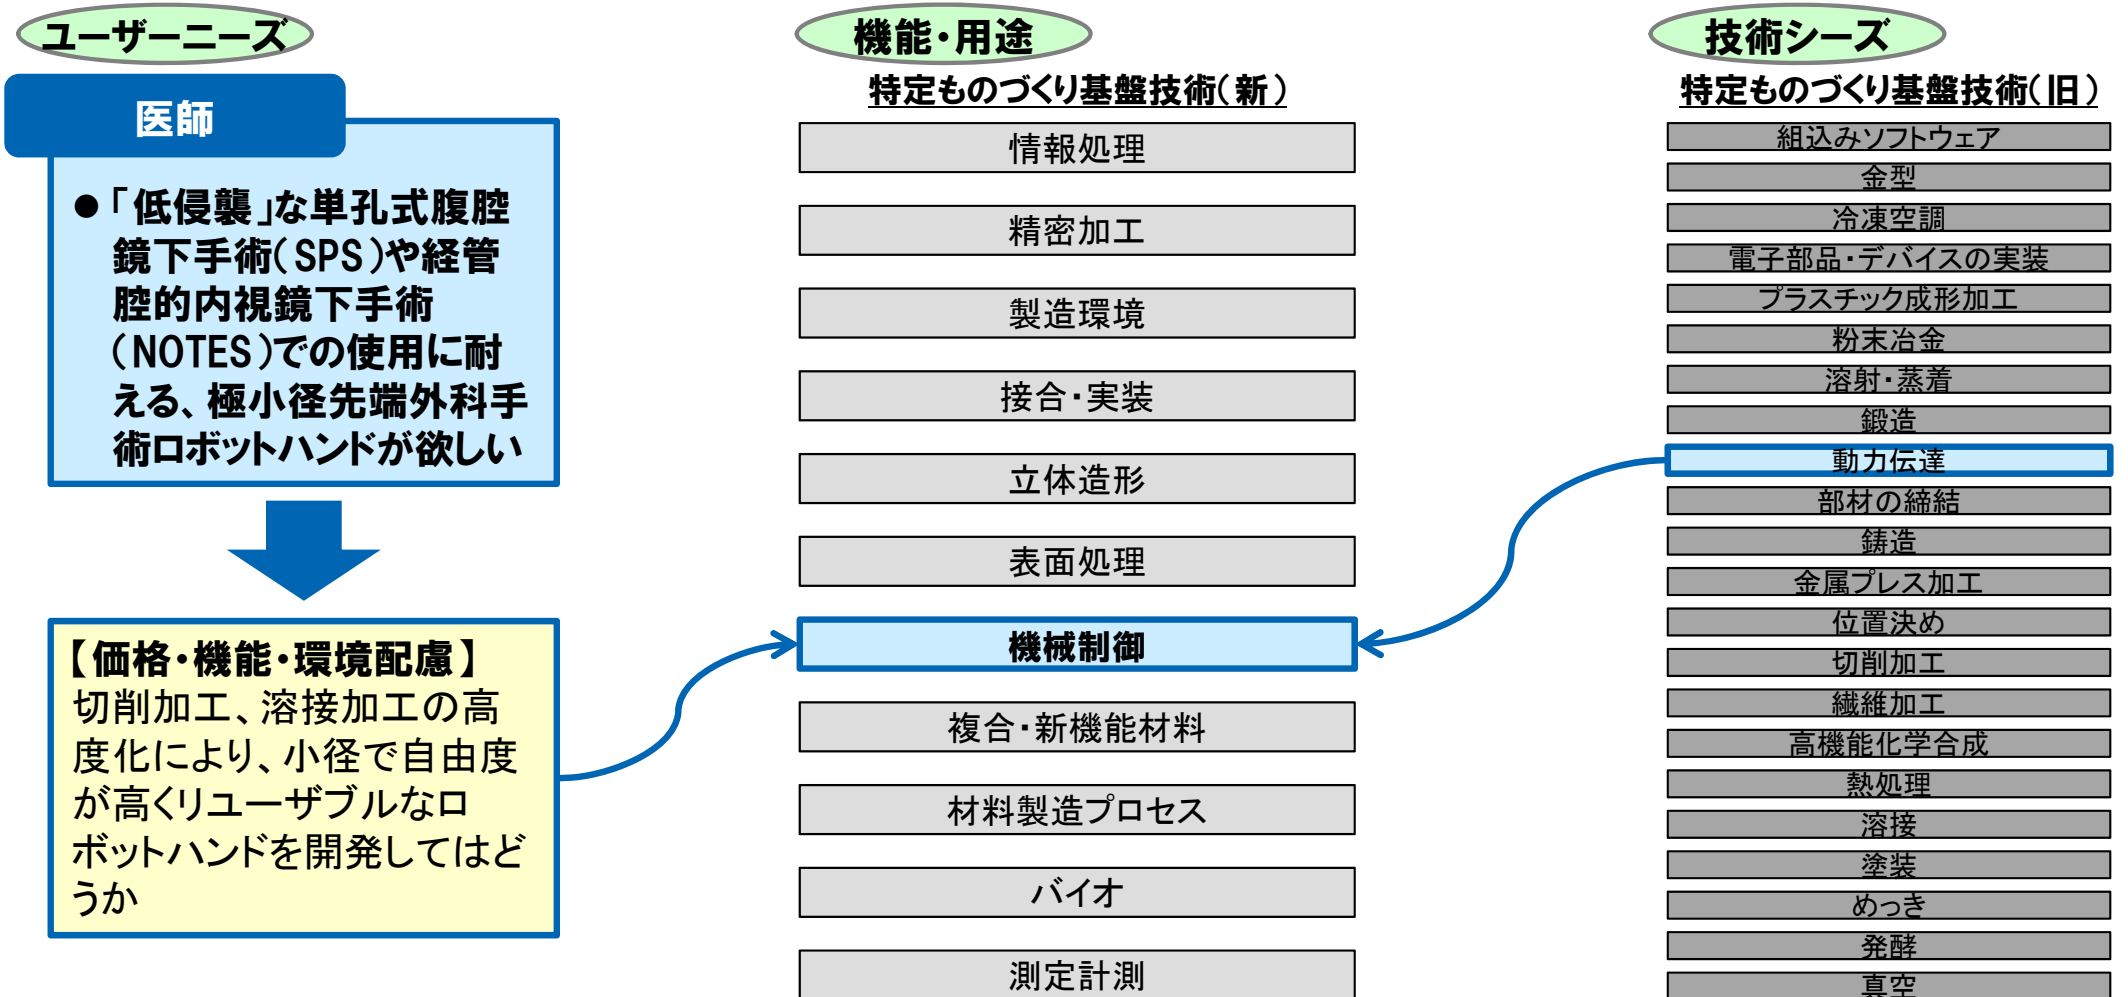 ユーザーニーズ
医師
●「低侵襲」な単孔式腹腔
鏡下手術(SPS)や経管
腔的内視鏡下手術
(NOTES)での使用に耐
える、極小径先端外科手
術ロボットハンドが欲しい
【価格・機能・環境配慮】
切削加工、溶接加工の高
度化により、小径で自由度
が高くリユーザブルなロ
ボットハンドを開発してはど
うか
機能・用途
特定ものづくり基盤技術(新)
情報処理
精密加工
製造環境
接合・実装
立体造形
表面処理
機械制御
複合・新機能材料
材料製造プロセス
バイオ
測定計測
技術シーズ
特定ものづくり基盤技術(旧)
組込みソフトウェア
金型
冷凍空調
電子部品・デバイスの実装
プラスチック成形加工
粉末冶金
溶射・蒸着
鍛造
動力伝達
部材の締結
鋳造
金属プレス加工
位置決め
切削加工
繊維加工
高機能化学合成
熱処理
溶接
塗装
めっき
発酵
真空